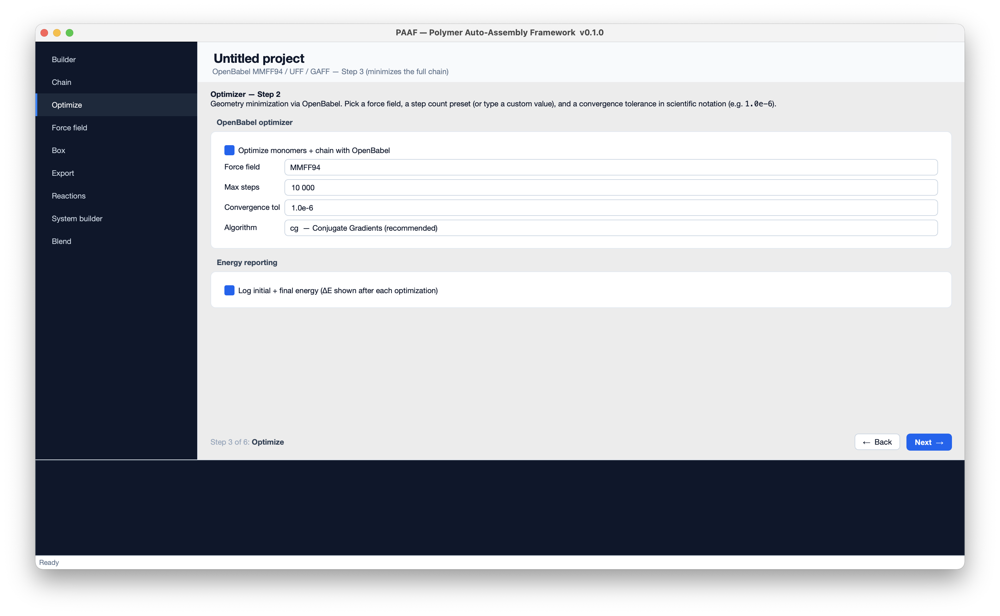 PAAF — Polymer Auto-Assembly Framework v0.1.0
Builder
Chain
Optimize
Force field
Box
Export
Reactions
System builder
Blend
Untitled project
OpenBabel MMFF94 / UFF / GAFF — Step 3 (minimizes the full chain)
Optimizer — Step 2
Geometry minimization via OpenBabel. Pick a force field, a step count preset (or type a custom value), and a convergence tolerance in scientific notation (e.g. 1.0e-6).
OpenBabel optimizer
Optimize monomers + chain with OpenBabel
Force field MMFF94
Max steps 10 000
Convergence tol 1.0e-6
Algorithm cg — Conjugate Gradients (recommended)
Energy reporting
Log initial + final energy (ΔE shown after each optimization)
Step 3 of 6: Optimize
← Back Next →
Ready